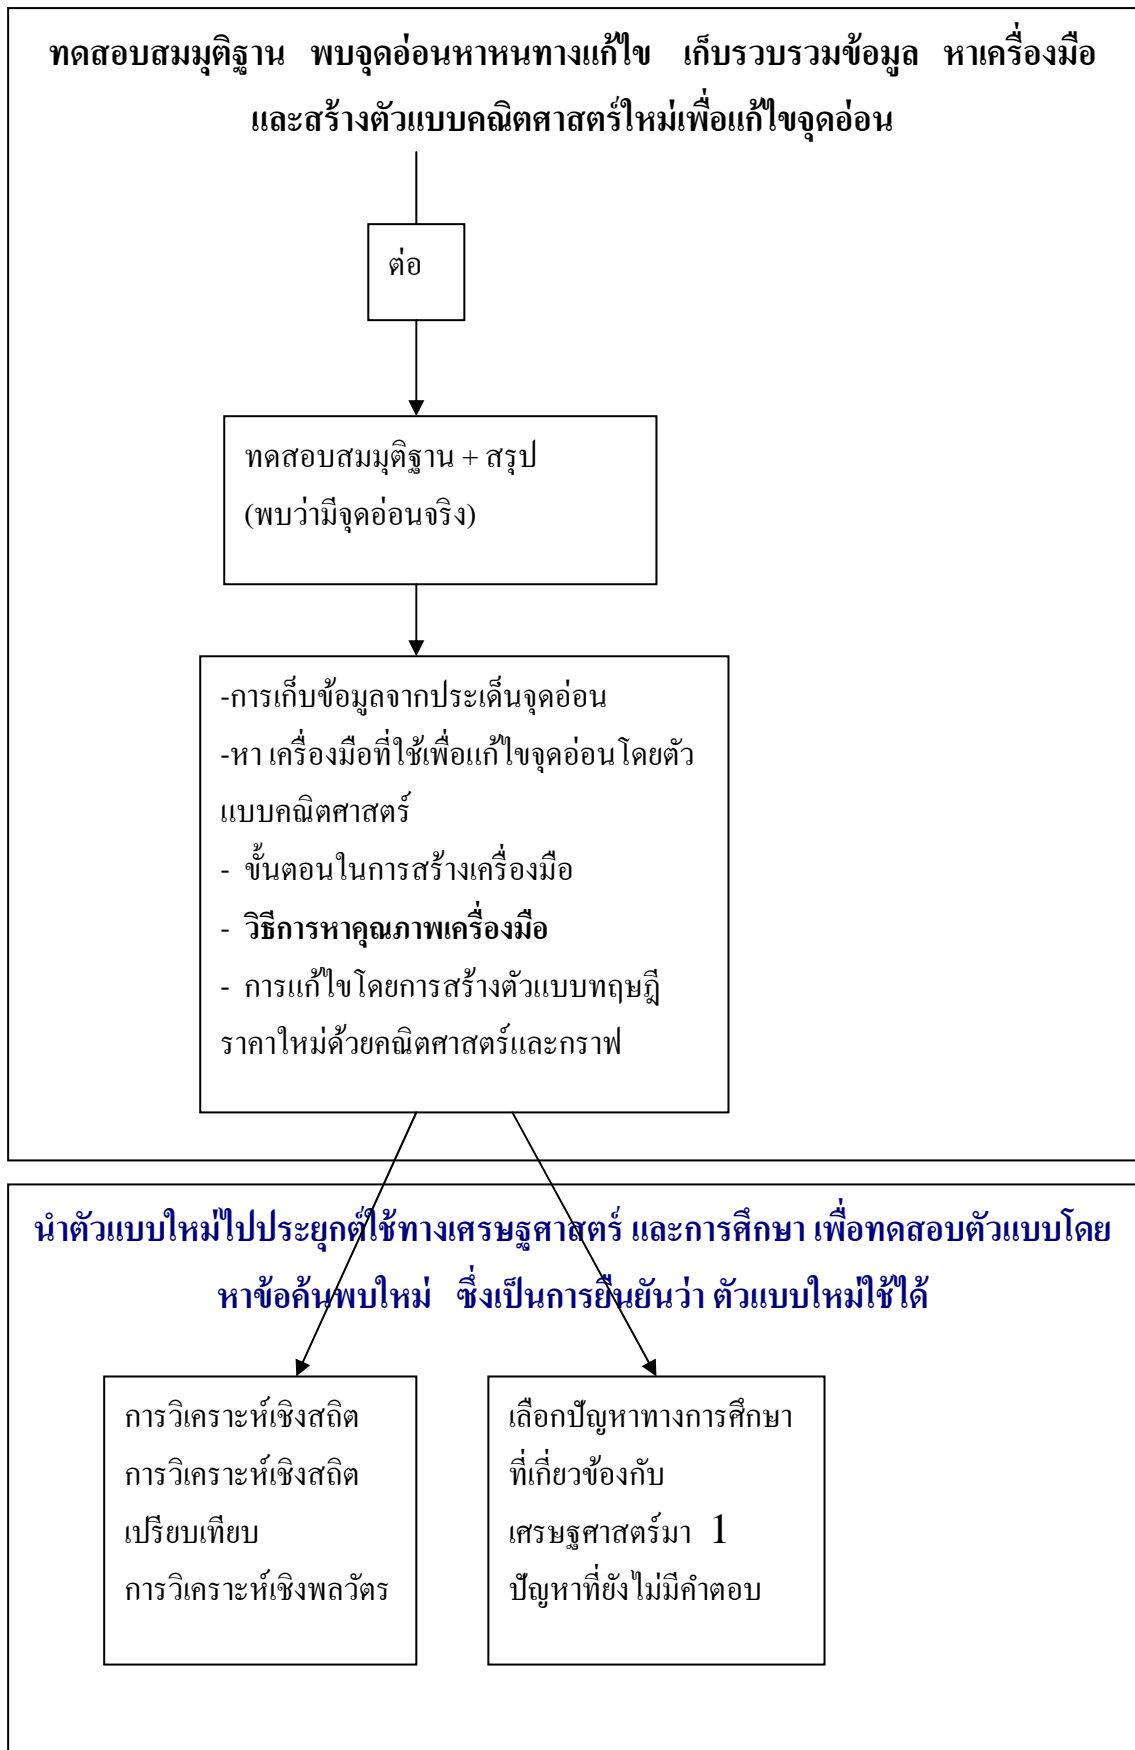 ทดสอบสมมุติฐาน พบจุดอ่อนหาหนทางแก้ไข เก็บรวบรวมข้อมูล หาเครื่องมือ
และสร้างตัวแบบคณิตศาสตร์ใหม่เพื่อแก้ไขจุดอ่อน
ต่อ
ทดสอบสมมุติฐาน + สรุป
(พบว่ามีจุดอ่อนจริง)
-การเก็บข้อมูลจากประเด็นจุดอ่อน
-หา เครื่องมือที่ใช้เพื่อแก้ไขจุดอ่อนโดยตัว
แบบคณิตศาสตร์
- ขั้นตอนในการสร้างเครื่องมือ
- วิธีการหาคุณภาพเครื่องมือ
- การแก้ไขโดยการสร้างตัวแบบทฤษฎี
ราคาใหม่ด้วยคณิตศาสตร์และกราฟ
นำตัวแบบใหม่ไปประยุกต์ใช้ทางเศรษฐศาสตร์ และการศึกษา เพื่อทดสอบตัวแบบโดย
หาข้อค้นพบใหม่ ซึ่งเป็นการยืนยันว่า ตัวแบบใหม่ใช้ได้
การวิเคราะห์เชิงสถิต
การวิเคราะห์เชิงสถิต
เปรียบเทียบ
การวิเคราะห์เชิงพลวัตร
เลือกปัญหาทางการศึกษา
ที่เกี่ยวข้องกับ
เศรษฐศาสตร์มา 1
ปัญหาที่ยังไม่มีคำตอบ